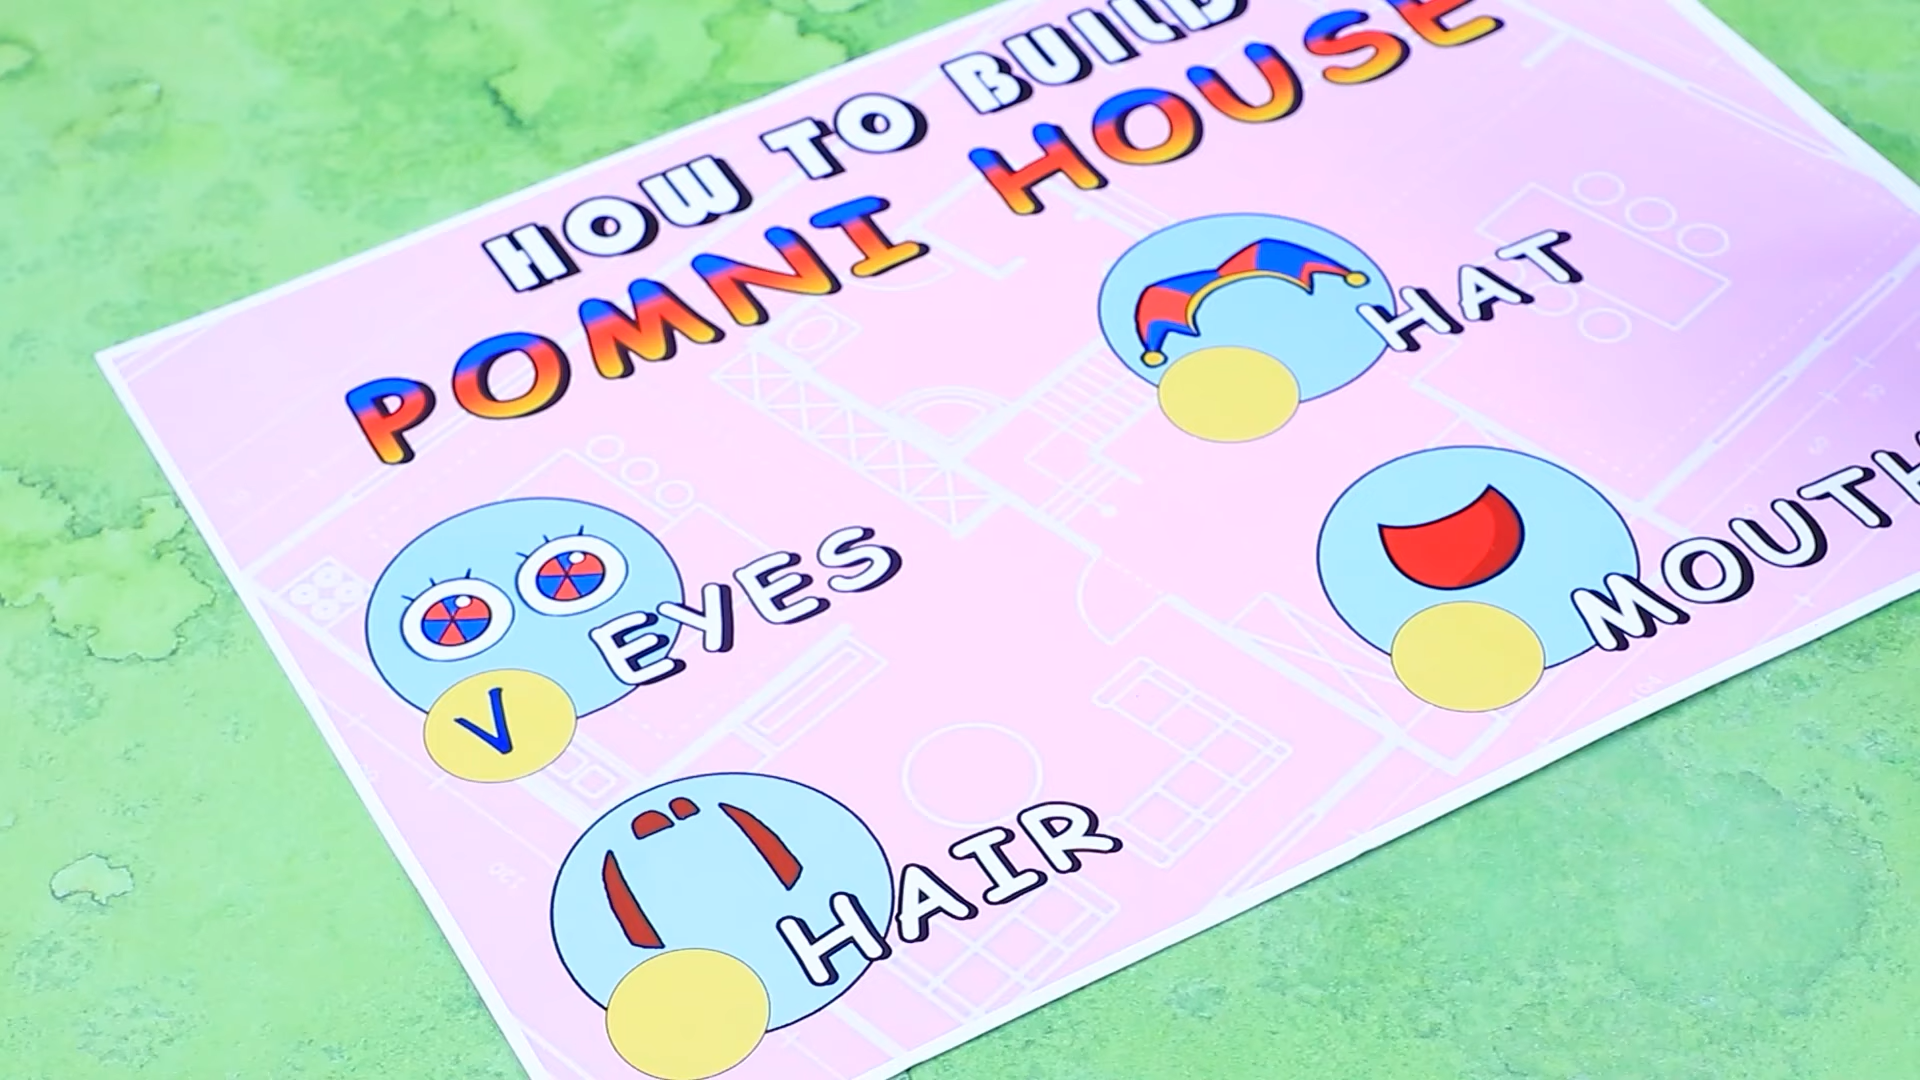 HOW TO BUILD
POMNI HOUSE
HAT
EYES
V
MOUTH
HAIR